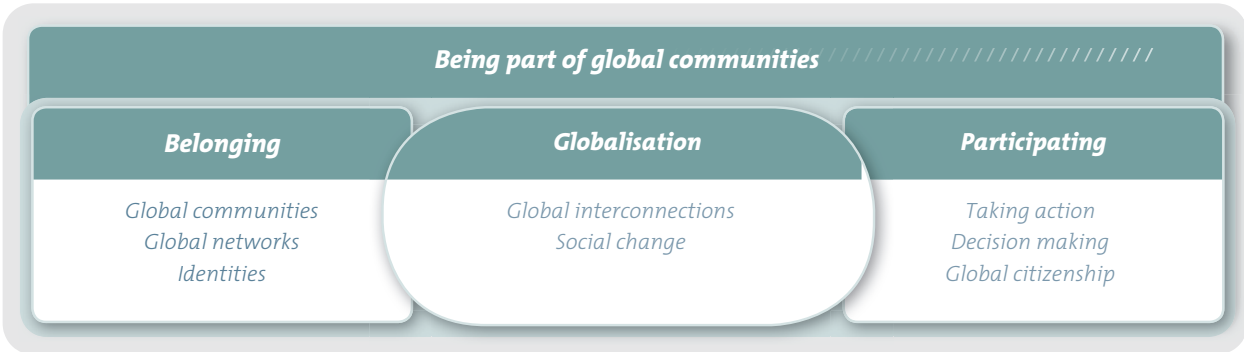 Being part of global communities
Belonging
Global communities
Global networks
Identities
Globalisation
Global interconnections
Social change
Participating
Taking action
Decision making
Global citizenship